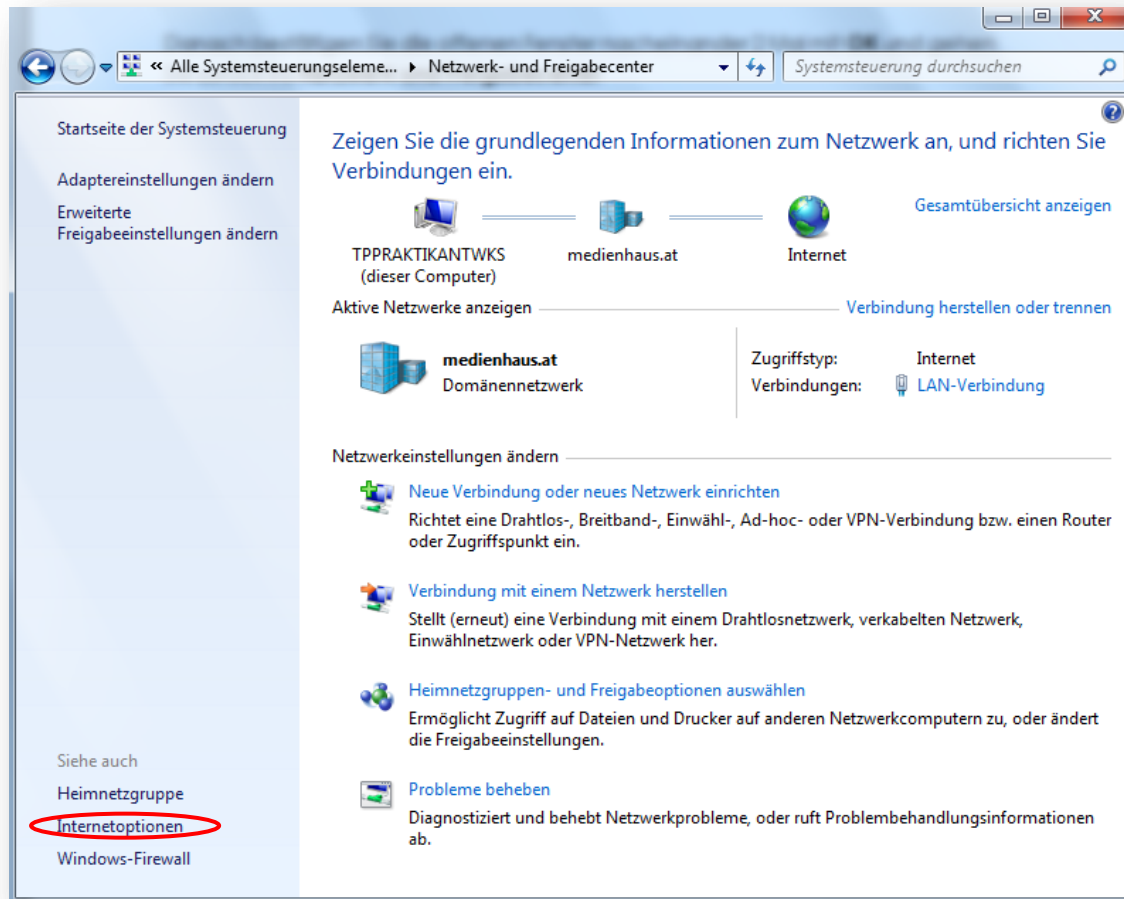 « Alle Systemsteuerungseleme... ▸ Netzwerk- und Freigabecenter
Systemsteuerung durchsuchen
Startseite der Systemsteuerung
Adaptereinstellungen ändern
Erweiterte
Freigabeeinstellungen ändern
Zeigen Sie die grundlegenden Informationen zum Netzwerk an, und richten Sie
Verbindungen ein.
Gesamtübersicht anzeigen
TPPRAKTIKANTWKS
(dieser Computer)
medienhaus.at
Internet
Aktive Netzwerke anzeigen
Verbindung herstellen oder trennen
medienhaus.at
Domänennetzwerk
Zugriffstyp: Internet
Verbindungen: LAN-Verbindung
Netzwerkeinstellungen ändern
Neue Verbindung oder neues Netzwerk einrichten
Richtet eine Drahtlos-, Breitband-, Einwähl-, Ad-hoc- oder VPN-Verbindung bzw. einen Router
oder Zugriffspunkt ein.
Verbindung mit einem Netzwerk herstellen
Stellt (erneut) eine Verbindung mit einem Drahtlosnetzwerk, verkabelten Netzwerk,
Einwählnetzwerk oder VPN-Netzwerk her.
Heimnetzgruppen- und Freigabeoptionen auswählen
Ermöglicht Zugriff auf Dateien und Drucker auf anderen Netzwerkcomputern zu, oder ändert
die Freigabeeinstellungen.
Probleme beheben
Diagnostiziert und behebt Netzwerkprobleme, oder ruft Problembehandlungsinformationen
ab.
Siehe auch
Heimnetzgruppe
Internetoptionen
Windows-Firewall